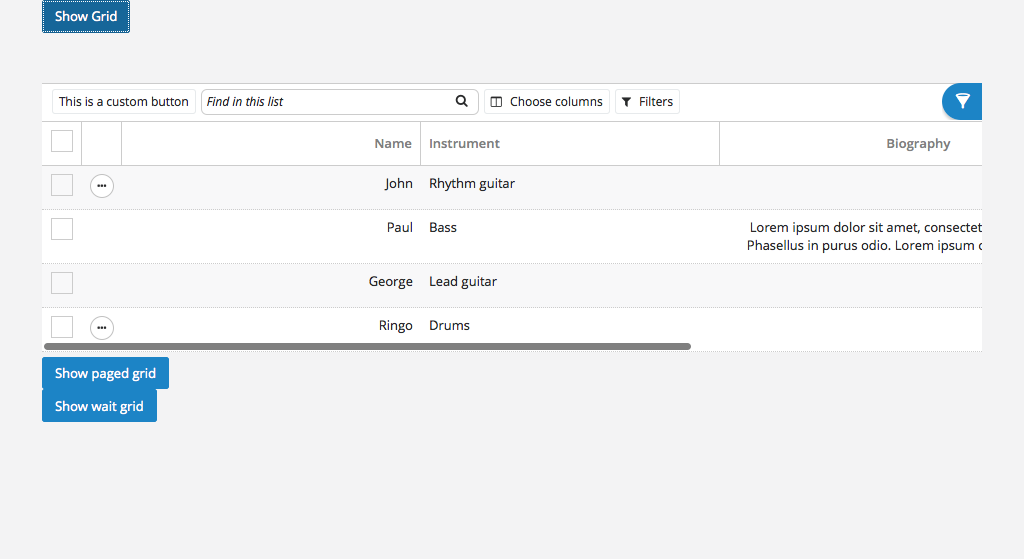 Show Grid
This is a custom button Find in this list Choose columns Filters
Name Instrument Biography
John Rhythm guitar
Paul Bass Lorem ipsum dolor sit amet, consectet
Phasellus in purus odio. Lorem ipsum
George Lead guitar
Ringo Drums
Show paged grid
Show wait grid